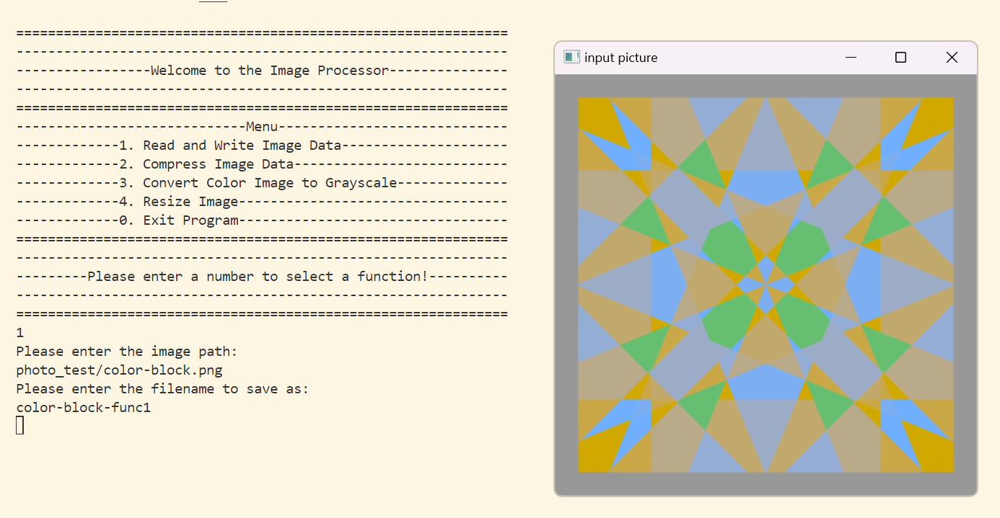 ==============================================================
--------------------------------------------------------------
-----------------Welcome to the Image Processor---------------
--------------------------------------------------------------
==============================================================
-----------------------------Menu-----------------------------
-------------1. Read and Write Image Data---------------------
-------------2. Compress Image Data---------------------------
-------------3. Convert Color Image to Grayscale--------------
-------------4. Resize Image----------------------------------
-------------0. Exit Program----------------------------------
==============================================================
--------------------------------------------------------------
---------Please enter a number to select a function!----------
--------------------------------------------------------------
==============================================================
1
Please enter the image path:
photo_test/color-block.png
Please enter the filename to save as:
color-block-func1
input picture